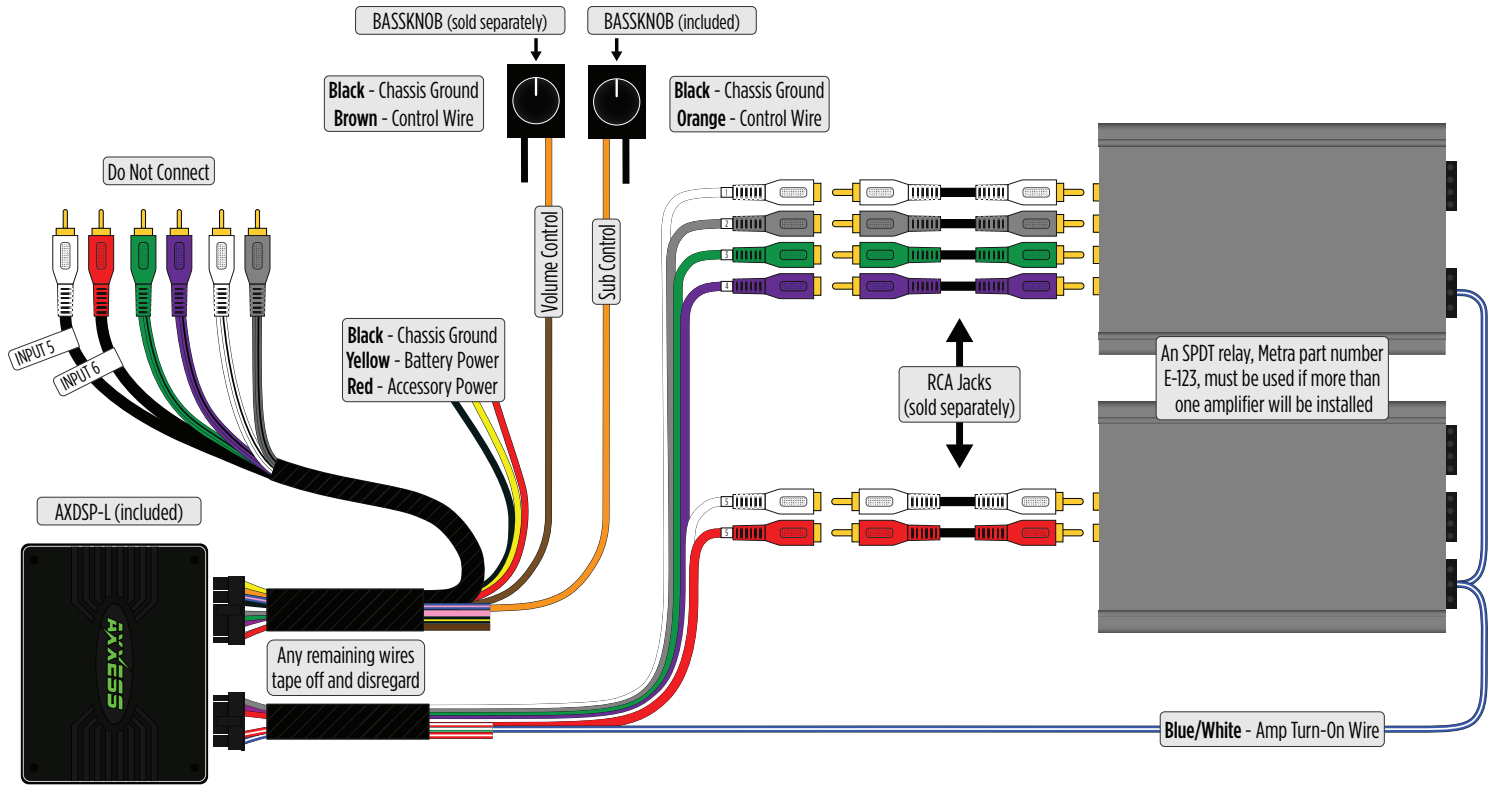 BASSKNOB (sold separately)
BASSKNOB (included)
Black - Chassis Ground
Brown - Control Wire
Black - Chassis Ground
Orange - Control Wire
Do Not Connect
Volume Control
Sub Control
1
2
3
4
INPUT 5
INPUT 6
Black - Chassis Ground
Yellow - Battery Power
Red - Accessory Power
RCA Jacks
(sold separately)
An SPDT relay, Metra part number
E-123, must be used if more than
one amplifier will be installed
AXDSP-L (included)
5
5
AXXESS
Any remaining wires
tape off and disregard
Blue/White - Amp Turn-On Wire